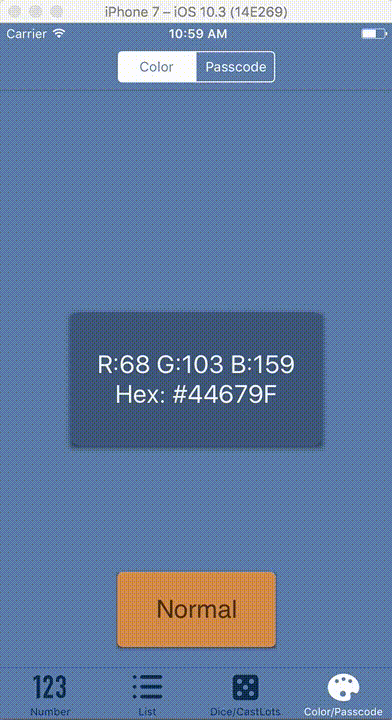 iPhone 7 – iOS 10.3 (14E269)
Carrier 10:59 AM
Color Passcode
R:68 G:103 B:159
Hex: #44679F
Normal
123
Number List Dice/CastLots Color/Passcode